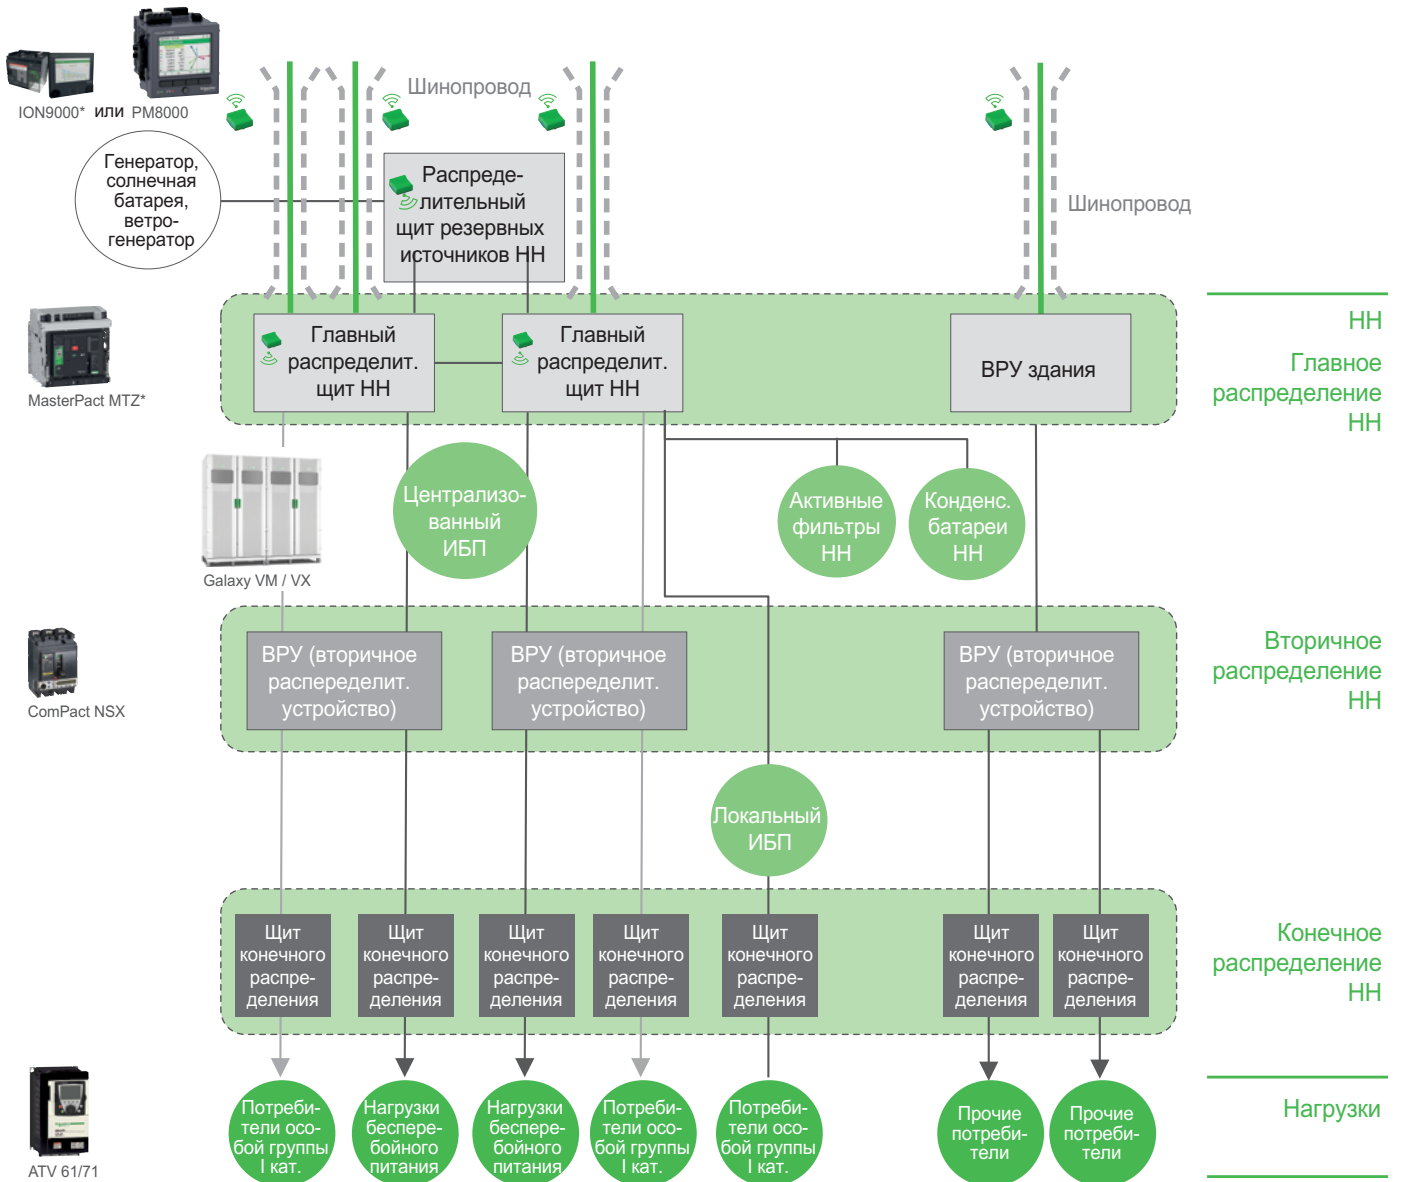 ION9000* или PM8000
Шинопровод
Генератор,
солнечная
батарея,
ветро-
генератор
Распреде-
лительный
щит резервных
источников НН
Шинопровод
MasterPact MTZ*
Главный
распределит.
щит НН
Главный
распределит.
щит НН
ВРУ здания
НН
Главное
распределение
НН
Galaxy VM / VX
Централизо-
ванный
ИБП
Активные
фильтры
НН
Конденс.
батареи
НН
ComPact NSX
ВРУ (вторичное
распеределит.
устройство)
ВРУ (вторичное
распеределит.
устройство)
ВРУ (вторичное
распеределит.
устройство)
Вторичное
распределение
НН
Локальный
ИБП
Щит
конечного
распре-
деления
Щит
конечного
распре-
деления
Щит
конечного
распре-
деления
Щит
конечного
распре-
деления
Щит
конечного
распре-
деления
Щит
конечного
распре-
деления
Щит
конечного
распре-
деления
Конечное
распределение
НН
ATV 61/71
Потреби-
тели осо-
бой группы
I кат.
Нагрузки
беспере-
бойного
питания
Нагрузки
беспере-
бойного
питания
Потреби-
тели осо-
бой группы
I кат.
Потреби-
тели осо-
бой группы
I кат.
Прочие
потреби-
тели
Прочие
потреби-
тели
Нагрузки